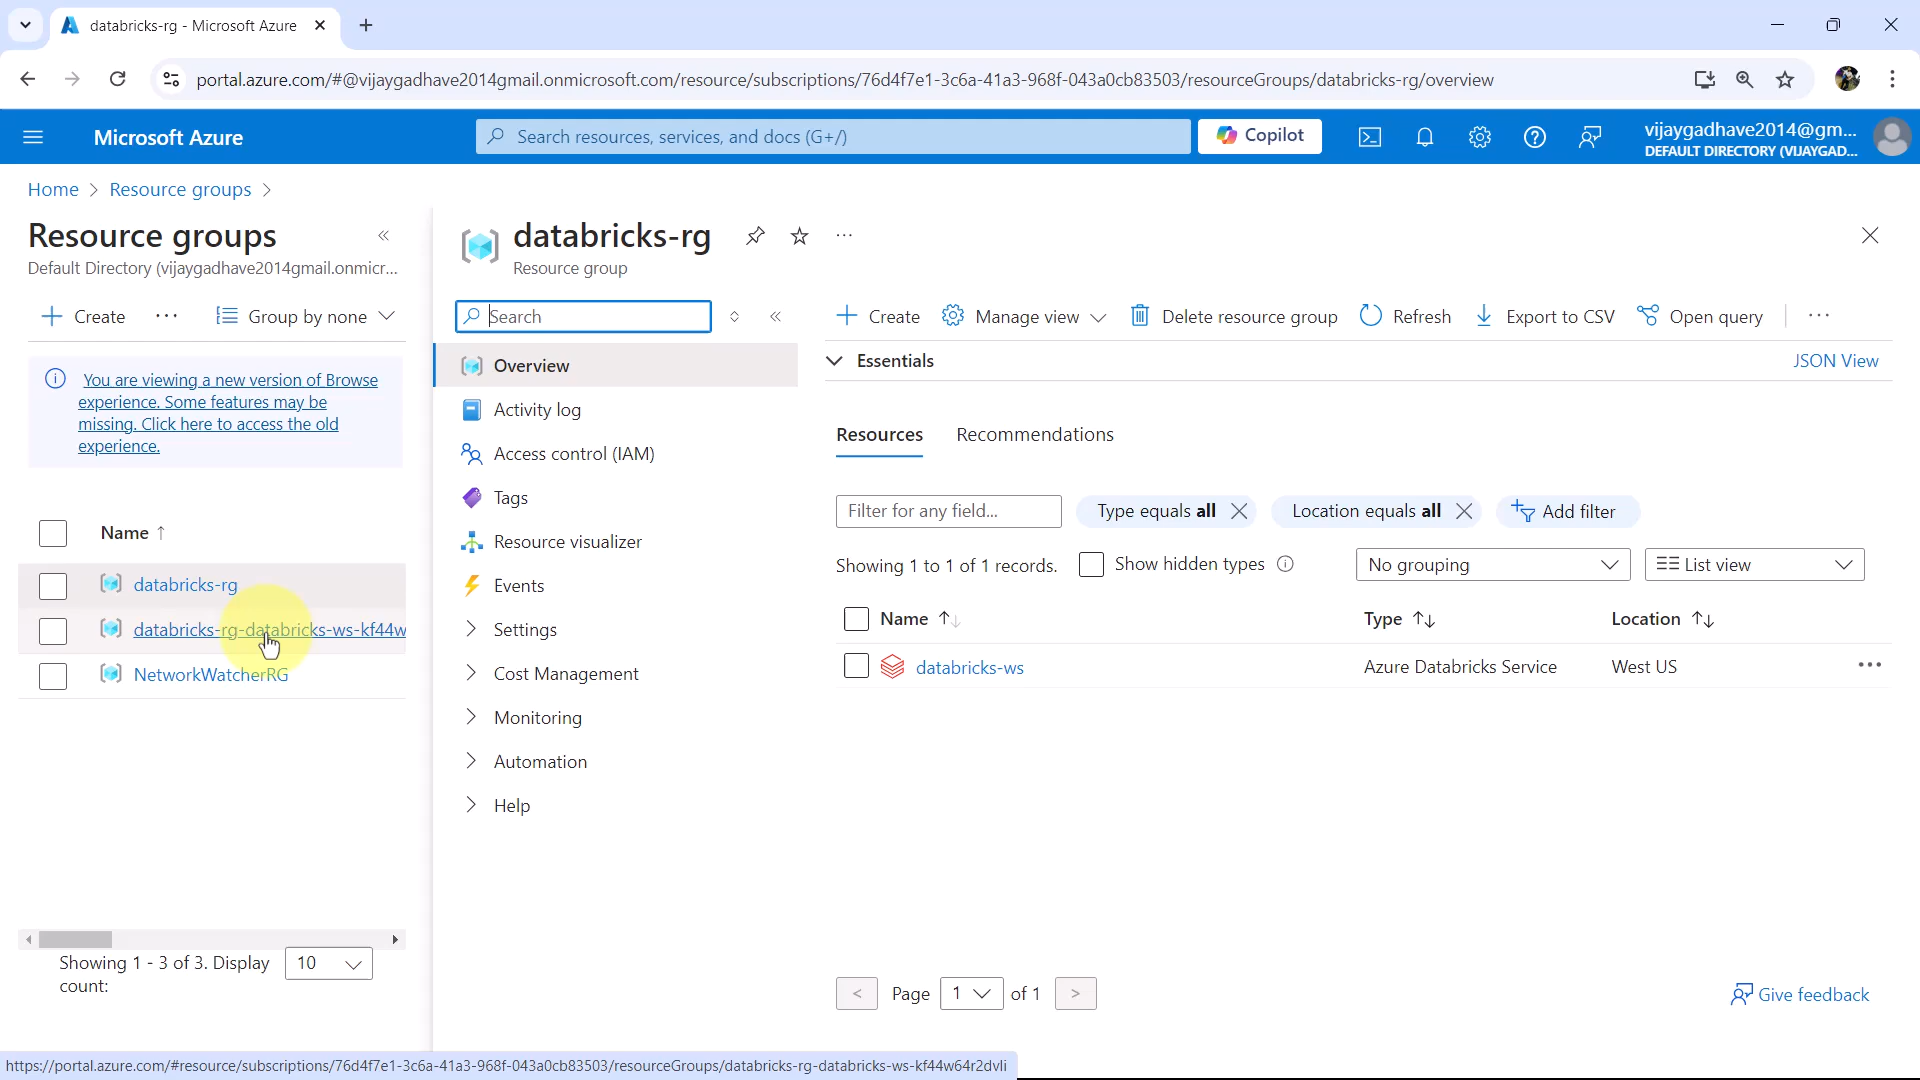 databricks-rg - Microsoft Azure
portal.azure.com/#@vijaygadhave2014gmail.onmicrosoft.com/resource/subscriptions/76d4f7e1-3c6a-41a3-968f-043a0cb83503/resourceGroups/databricks-rg/overview
Microsoft Azure
Search resources, services, and docs (G+/)
Copilot
vijaygadhave2014@gm...
DEFAULT DIRECTORY (VIJAYGAD...
Home > Resource groups >
Resource groups
Default Directory (vijaygadhave2014gmail.onmicr...
Create
Group by none
You are viewing a new version of Browse
experience. Some features may be
missing. Click here to access the old
experience.
Name ↑
databricks-rg
databricks-rg-databricks-ws-kf44w
NetworkWatcherRG
Showing 1 - 3 of 3. Display
count:
10
databricks-rg
Resource group
Search
Overview
Activity log
Access control (IAM)
Tags
Resource visualizer
Events
Settings
Cost Management
Monitoring
Automation
Help
Create
Manage view
Delete resource group
Refresh
Export to CSV
Open query
Essentials
JSON View
Resources
Recommendations
Filter for any field...
Type equals all
Location equals all
Add filter
Showing 1 to 1 of 1 records.
Show hidden types
No grouping
List view
Name ↑↓
Type ↑↓
Location ↑↓
databricks-ws
Azure Databricks Service
West US
< Page 1 of 1 >
Give feedback
https://portal.azure.com/#resource/subscriptions/76d4f7e1-3c6a-41a3-968f-043a0cb83503/resourceGroups/databricks-rg-databricks-ws-kf44w64r2dvli